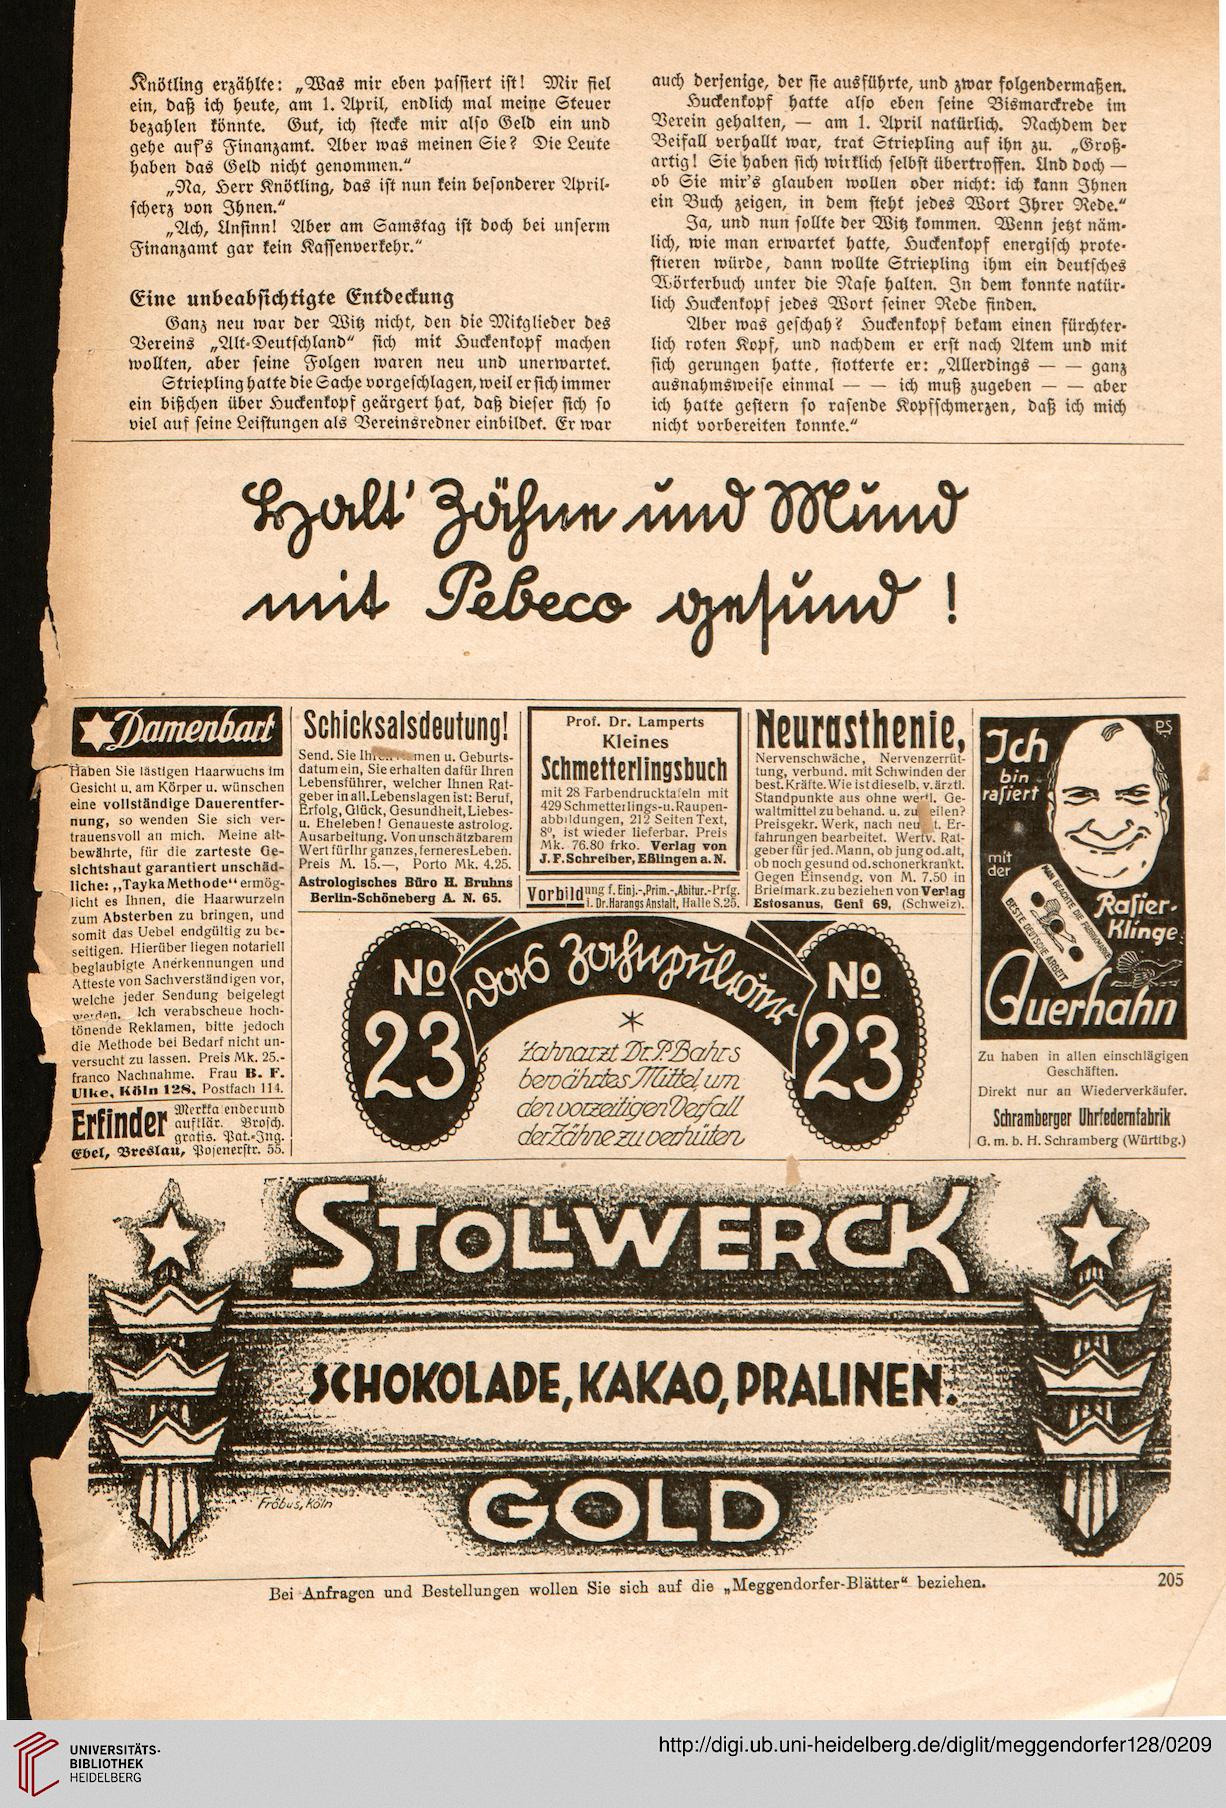 Knötling erzählte: „Was mir eben passiert ist! Mir fiel
ein, daß ich heute, am 1. April, endlich mal meine Steuer
bezahlen könnte. Gut, ich stecke mir also Geld ein und
gehe auf's Finanzamt. Aber was meinen Sie? Die Leute
haben das Geld nicht genommen.“
„Na, Herr Knötling, das ist nun kein besonderer April-
scherz von Ihnen.“
„Ach, Unsinn! Aber am Samstag ist doch bei unserm
Finanzamt gar kein Kassenverkehr.“
Eine unbeabsichtigte Entdeckung
Ganz neu war der Witz nicht, den die Mitglieder des
Vereins „Alt-Deutschland“ sich mit Huckenkopf machen
wollten, aber seine Folgen waren neu und unerwartet.
Striepling hatte die Sache vorgeschlagen, weil er sich immer
ein bißchen über Huckenkopf geärgert hat, daß dieser sich so
viel auf seine Leistungen als Vereinsredner einbildet. Er war
auch derjenige, der sie ausführte, und zwar folgendermaßen.
Huckenkopf hatte also eben seine Bismarckrede im
Verein gehalten, — am 1. April natürlich. Nachdem der
Beifall verhallt war, trat Striepling auf ihn zu. „Groß-
artig! Sie haben sich wirklich selbst übertroffen. Und doch —
ob Sie mir's glauben wollen oder nicht: ich kann Ihnen
ein Buch zeigen, in dem steht jedes Wort Ihrer Rede.“
Ja, und nun sollte der Witz kommen. Wenn jetzt näm-
lich, wie man erwartet hatte, Huckenkopf energisch prote-
stieren würde, dann wollte Striepling ihm ein deutsches
Wörterbuch unter die Nase halten. In dem konnte natür-
lich Huckenkopf jedes Wort seiner Rede finden.
Aber was geschah? Huckenkopf bekam einen fürchter-
lich roten Kopf, und nachdem er erst nach Atem und mit
sich gerungen hatte, stotterte er: „Allerdings — — ganz
ausnahmsweise einmal — — ich muß zugeben — — aber
ich hatte gestern so rasende Kopfschmerzen, daß ich mich
nicht vorbereiten konnte.“
Halt' Zähne und Mund
mit Pebeco gesund!
Damenbart
Haben Sie lästigen Haarwuchs im
Gesicht u. am Körper u. wünschen
eine vollständige Dauerentfer-
nung, so wenden Sie sich ver-
trauensvoll an mich. Meine alt-
bewährte, für die zarteste Ge-
sichtshaut garantiert unschäd-
liche: „Tayka Methode“ ermög-
licht es Ihnen, die Haarwurzeln
zum Absterben zu bringen, und
somit das Uebel endgültig zu be-
seitigen. Hierüber liegen notariell
beglaubigte Anerkennungen und
Atteste von Sachverständigen vor,
welche jeder Sendung beigelegt
werden. Ich verabscheue hoch-
tönende Reklamen, bitte jedoch
die Methode bei Bedarf nicht un-
versucht zu lassen. Preis Mk. 25.-
franco Nachnahme. Frau B. F.
Ulke, Köln 128, Postfach 114.
Erfinder
auftlär. Brosch.
gratis. Pat.-Ing.
Ebel, Breslau, Posenerstr. 55.
Schicksalsdeutung!
Send. Sie men u. Geburts-
datum ein, Sie erhalten dafür Ihren
Lebensführer, welcher Ihnen Rat-
geber in all. Lebenslagen ist: Beruf,
Erfolg, Glück, Gesundheit, Liebes-
u. Eheleben! Genaueste astrolog.
Ausarbeitung. Von unschätzbarem
Wert für Ihr ganzes, ferneres Leben.
Preis M. 15.—, Porto Mk. 4.25.
Astrologisches Büro H. Bruhns
Berlin-Schöneberg A. N. 65.
Prof. Dr. Lamperts
Kleines
Schmetterlingsbuch
mit 28 Farbendrucktafeln mit
429 Schmetterlings- u. Raupen-
abbildungen, 212 Seiten Text,
8º, ist wieder lieferbar. Preis
Mk. 76.80 frko. Verlag von
J. F. Schreiber, Eßlingen a. N.
Vorbildung f. Einj.-, Prim.-, Abitur.-Prfg.
i. Dr. Harangs Anstalt, Halle S. 25.
Neurasthenie,
Nervenschwäche, Nervenzerrüt-
tung, verbund. mit Schwinden der
best. Kräfte. Wie ist dieselb. v. ärztl.
Standpunkte aus ohne wertl. Ge-
waltmittel zu behand. u. zu ellen?
Preisgekr. Werk, nach neu t. Er-
fahrungen bearbeitet. Wertv. Rat-
geber für jed. Mann, ob jung od. alt,
ob noch gesund od. schon erkrankt.
Gegen Einsendg. von M. 7.50 in
Briefmark. zu beziehen von Verlag
Estosanus, Genf 69, (Schweiz).
Ich
bin
rasiert
mit
der
PS
MAN BEACHTE DIE FABRIKMARKE
BESTE DEUTSCHE ARBEIT
Rasier-
Klinge:
Querhahn
Zu haben in allen einschlägigen
Geschäften.
Direkt nur an Wiederverkäufer.
Schramberger Uhrfedernfabrik
G. m. b. H. Schramberg (Württbg.)
No 23
das Zahnpulver
No 23
Zahnarzt Dr. P. Bahrs
bewährtes Mittel, um
den vorzeitigen Verfall
der Zähne zu verhüten
STOLLWERCK
SCHOKOLADE, KAKAO, PRALINEN.
GOLD
Fröbus, Köln
Bei Anfragen und Bestellungen wollen Sie sich auf die „Meggendorfer-Blätter“ beziehen.
205
UNIVERSITÄTS-
BIBLIOTHEK
HEIDELBERG
http://digi.ub.uni-heidelberg.de/diglit/meggendorfer128/0209